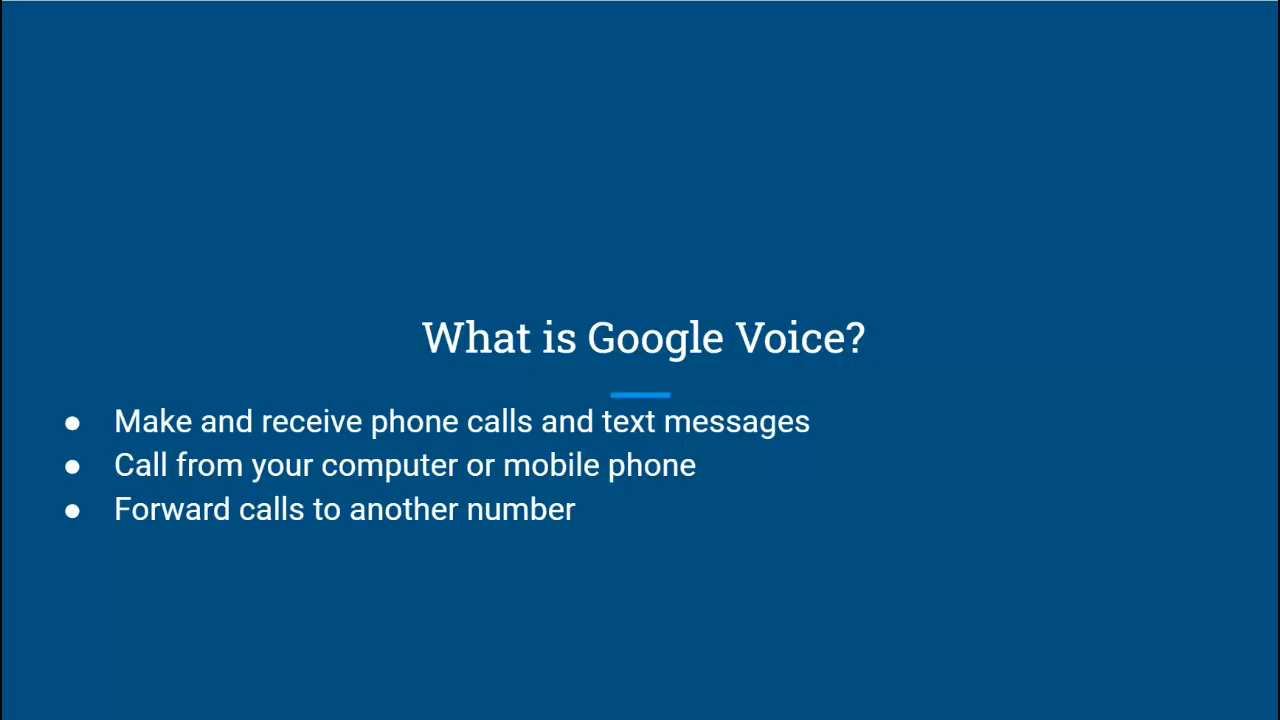 What is Google Voice?
● Make and receive phone calls and text messages
● Call from your computer or mobile phone
● Forward calls to another number